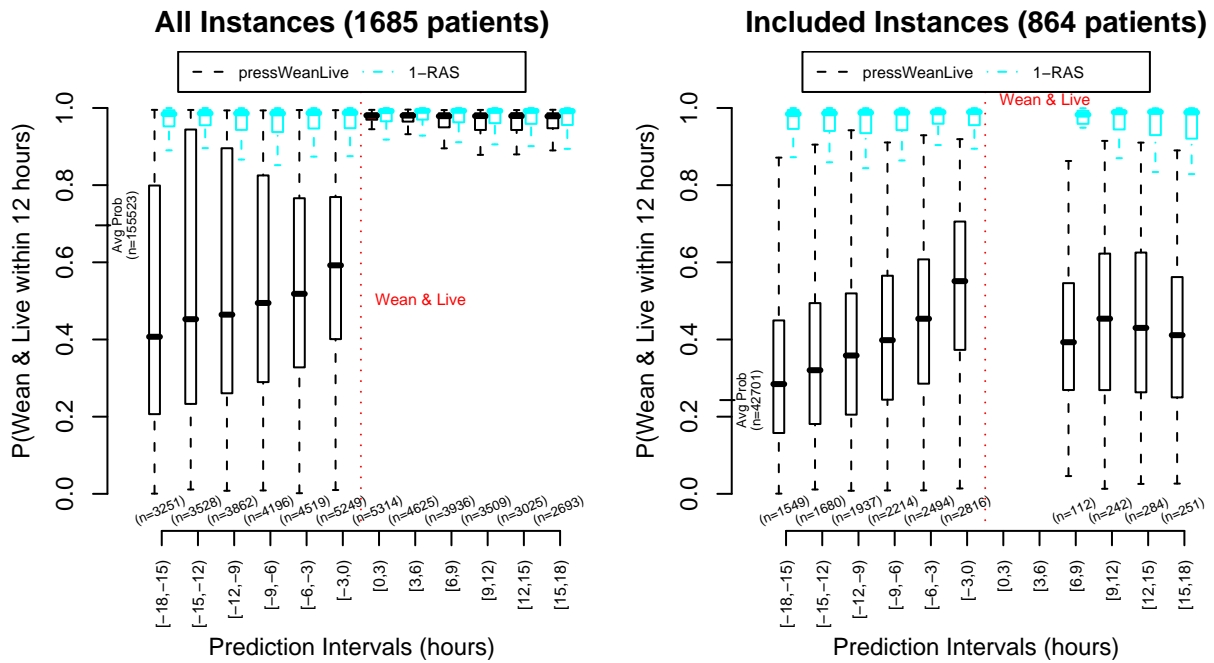 All Instances (1685 patients)
pressWeanLive
1−RAS
P(Wean & Live within 12 hours)
0.0
0.2
0.4
0.6
0.8
1.0
Avg Prob
(n=155523)
Wean & Live
(n=3251)
(n=3528)
(n=3862)
(n=4196)
(n=4519)
(n=5249)
(n=5314)
(n=4625)
(n=3936)
(n=3509)
(n=3025)
(n=2693)
[−18,−15)
[−15,−12)
[−12,−9)
[−9,−6)
[−6,−3)
[−3,0)
[0,3)
[3,6)
[6,9)
[9,12)
[12,15)
[15,18)
Prediction Intervals (hours)
Included Instances (864 patients)
pressWeanLive
1−RAS
Wean & Live
P(Wean & Live within 12 hours)
0.0
0.2
0.4
0.6
0.8
1.0
Avg Prob
(n=42701)
(n=1549)
(n=1680)
(n=1937)
(n=2214)
(n=2494)
(n=2816)
(n=112)
(n=242)
(n=284)
(n=251)
[−18,−15)
[−15,−12)
[−12,−9)
[−9,−6)
[−6,−3)
[−3,0)
[0,3)
[3,6)
[6,9)
[9,12)
[12,15)
[15,18)
Prediction Intervals (hours)